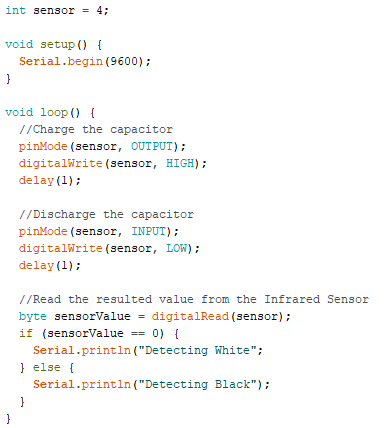 int sensor = 4;
void setup() {
  Serial.begin(9600);
}
void loop() {
  //Charge the capacitor
  pinMode(sensor, OUTPUT);
  digitalWrite(sensor, HIGH);
  delay(1);
  //Discharge the capacitor
  pinMode(sensor, INPUT);
  digitalWrite(sensor, LOW);
  delay(1);
  //Read the resulted value from the Infrared Sensor
  byte sensorValue = digitalRead(sensor);
  if (sensorValue == 0) {
    Serial.println("Detecting White";
  } else {
    Serial.println("Detecting Black");
  }
}